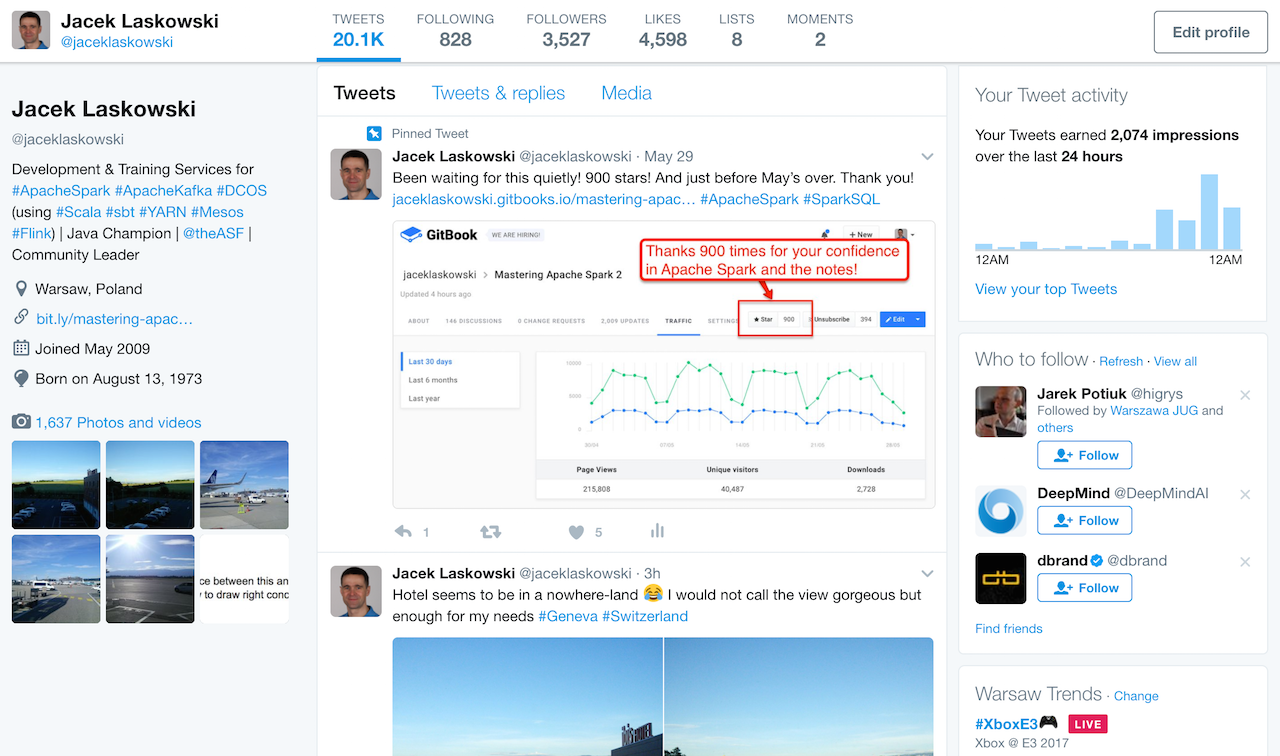 Jacek Laskowski
@jaceklaskowski
TWEETS
20.1K
FOLLOWING
828
FOLLOWERS
3,527
LIKES
4,598
LISTS
8
MOMENTS
2
Edit profile
Jacek Laskowski
@jaceklaskowski
Development & Training Services for
#ApacheSpark #ApacheKafka #DCOS
(using #Scala #sbt #YARN #Mesos
#Flink) | Java Champion | @theASF |
Community Leader
Warsaw, Poland
bit.ly/mastering-apac…
Joined May 2009
Born on August 13, 1973
1,637 Photos and videos
ce between this an
to draw right conc
Tweets
Tweets & replies
Media
Pinned Tweet
Jacek Laskowski @jaceklaskowski · May 29
Been waiting for this quietly! 900 stars! And just before May's over. Thank you!
jaceklaskowski.gitbooks.io/mastering-apac… #ApacheSpark #SparkSQL
GitBook
WE ARE HIRING!
+ New
Thanks 900 times for your confidence
in Apache Spark and the notes!
jaceklaskowski > Mastering Apache Spark 2
Updated 4 hours ago
ABOUT
146 DISCUSSIONS
0 CHANGE REQUESTS
2,009 UPDATES
TRAFFIC
SETTINGS
Star 900
Unsubscribe 394
Edit
Last 30 days
Last 6 months
Last year
10000
5000
0
30/04
07/05
14/05
21/05
28/05
Page Views
Unique visitors
Downloads
215,808
40,487
2,728
1
5
Jacek Laskowski @jaceklaskowski · 3h
Hotel seems to be in a nowhere-land 😂 I would not call the view gorgeous but
enough for my needs #Geneva #Switzerland
Your Tweet activity
Your Tweets earned 2,074 impressions
over the last 24 hours
12AM
12AM
View your top Tweets
Who to follow · Refresh · View all
Jarek Potiuk @higrys
Followed by Warszawa JUG and
others
Follow
DeepMind @DeepMindAI
Follow
dbrand @dbrand
Follow
Find friends
Warsaw Trends · Change
#XboxE3🎮 LIVE
Xbox @ E3 2017